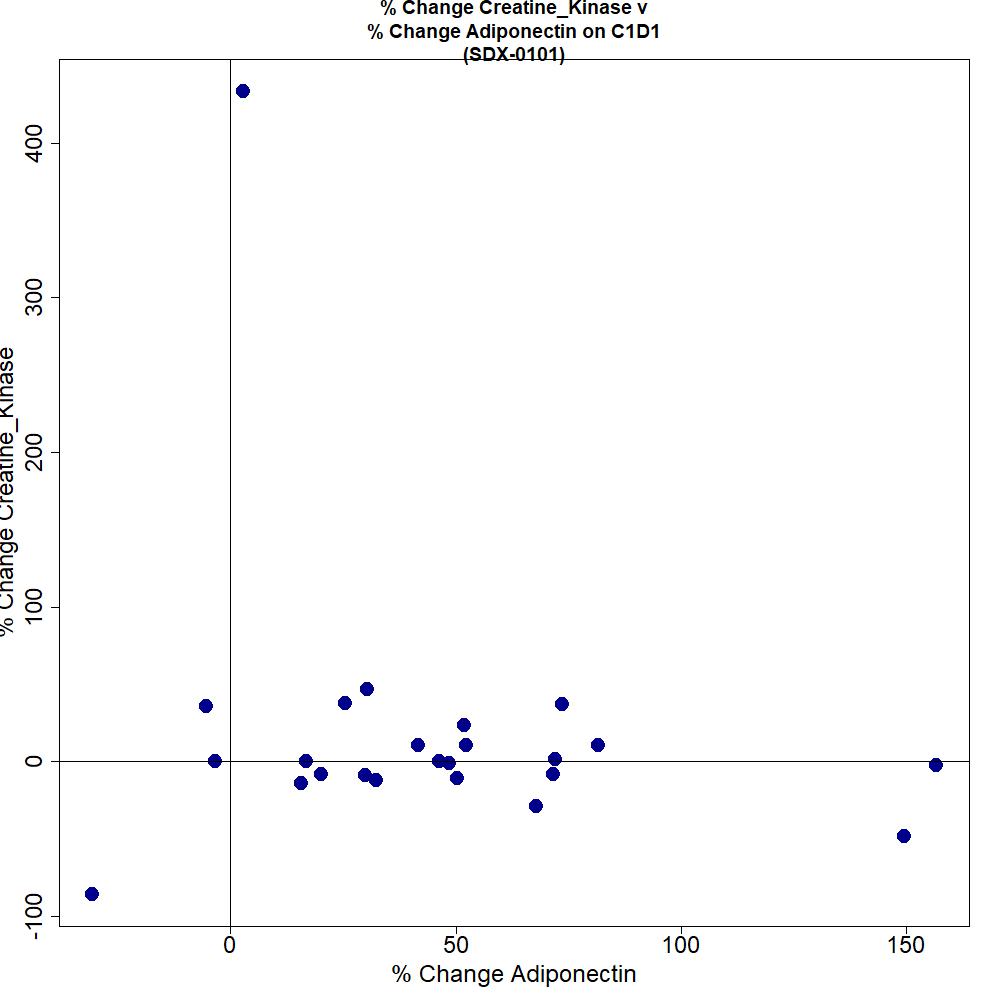 % Change Creatine_Kinase v
% Change Adiponectin on C1D1
(SDX-0101)
% Change Creatine_Kinase
400
300
200
100
0
-100
0 50 100 150
% Change Adiponectin